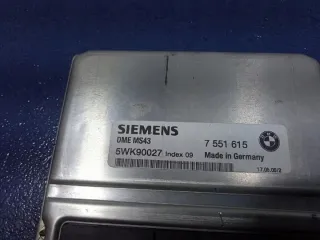 SIEMENS
DME MS43 7 551 615
5WK90027 Index 09 Made in Germany